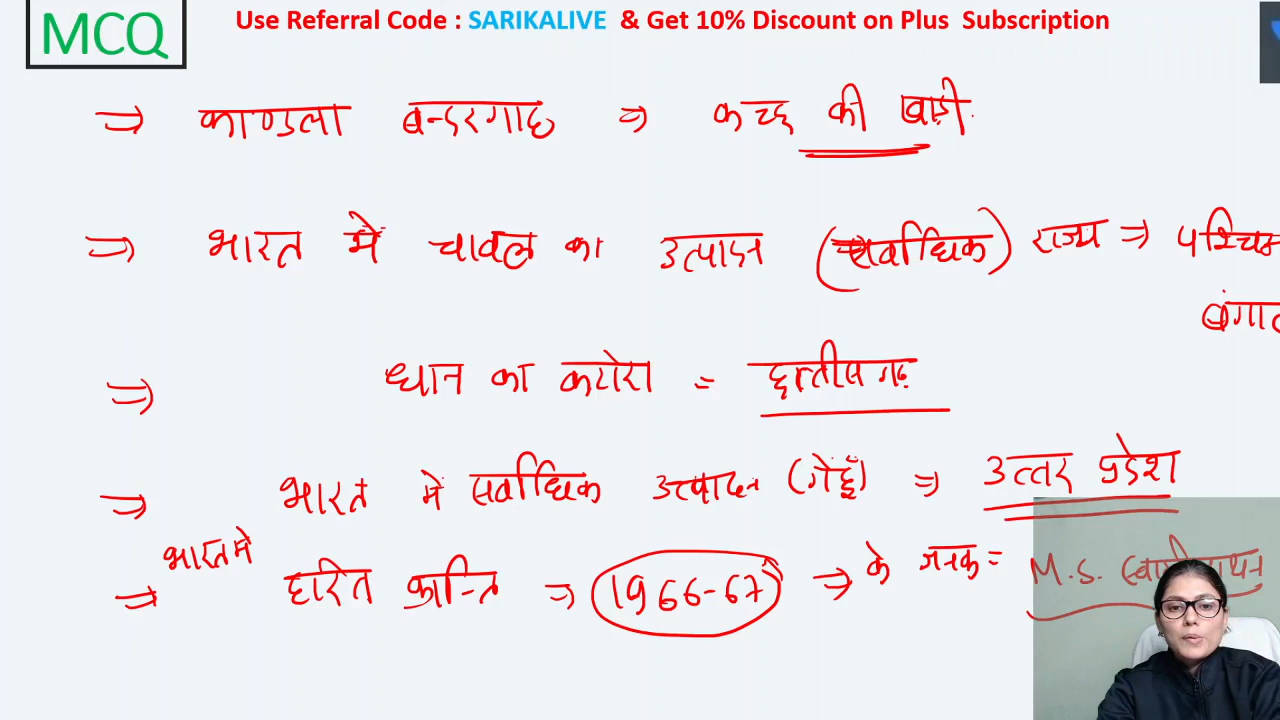 MCQ
Use Referral Code : SARIKALIVE & Get 10% Discount on Plus Subscription
⇒ काण्डला बन्दरगाह ⇒ कच्छ की खाड़ी
⇒ भारत में चावल का उत्पादन (सर्वाधिक) राज्य ⇒ पश्चिम
बंगाल
⇒ धान का कटोरा = छत्तीसगढ़
⇒ भारत में सर्वाधिक उत्पादन (गेहूँ) ⇒ उत्तर प्रदेश
भारत में
⇒ हरित क्रान्ति ⇒ 1966-67 ⇒ के जनक = M.S. स्वामीनाथन